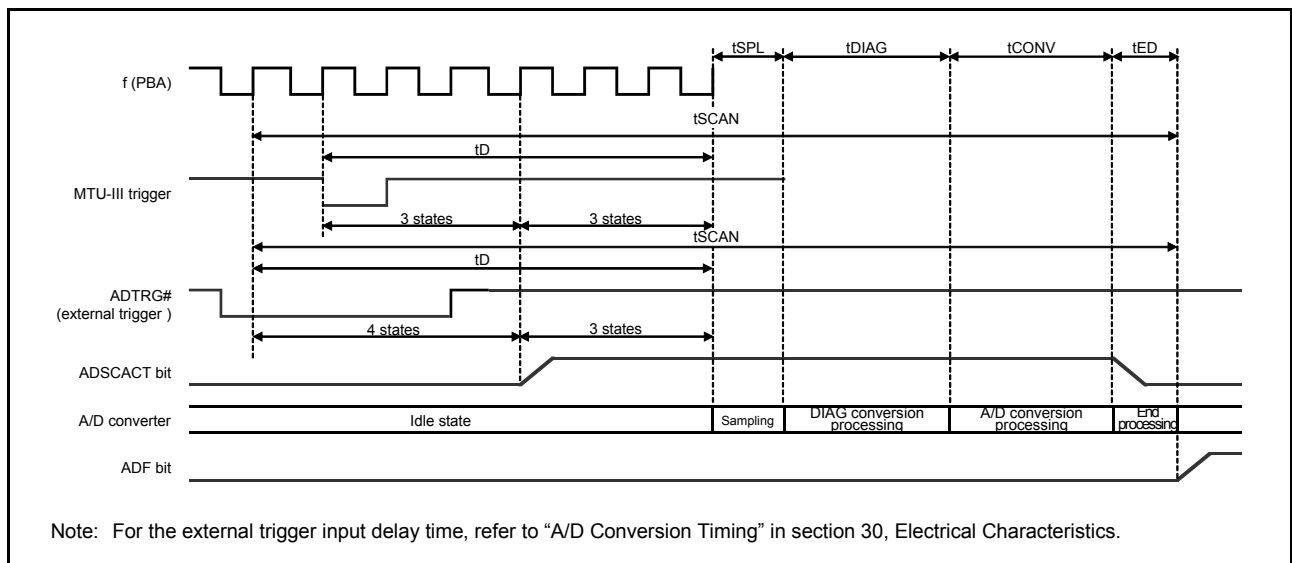 tSPL tDIAG tCONV tED
f (PBA)
tSCAN
tD
MTU-III trigger
3 states 3 states
tSCAN
tD
ADTRG#
(external trigger )
4 states 3 states
ADSCACT bit
A/D converter Idle state Sampling DIAG conversion processing A/D conversion processing End processing
ADF bit
Note: For the external trigger input delay time, refer to “A/D Conversion Timing” in section 30, Electrical Characteristics.